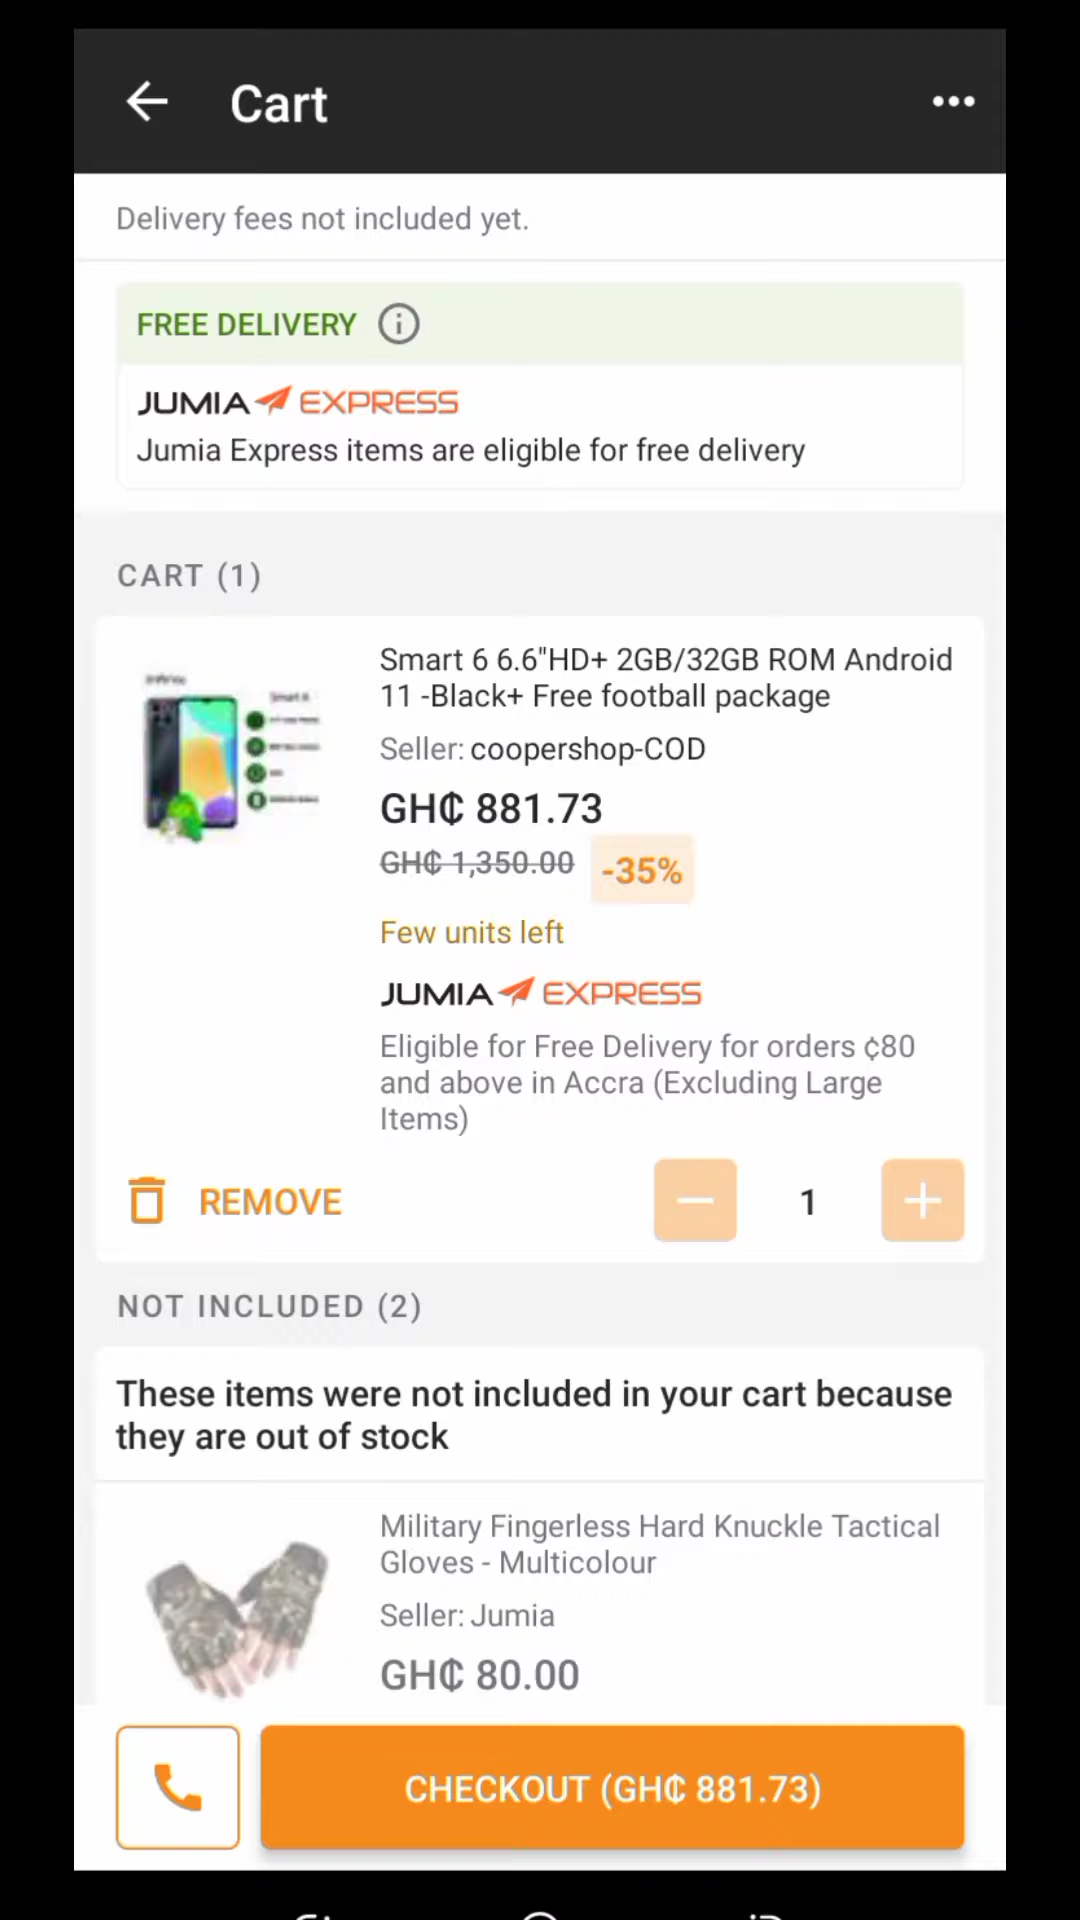 Cart
Delivery fees not included yet.
FREE DELIVERY
JUMIA EXPRESS
Jumia Express items are eligible for free delivery
CART (1)
Smart 6 6.6"HD+ 2GB/32GB ROM Android
11 -Black+ Free football package
Seller: coopershop-COD
GH₵ 881.73
GH₵ 1,350.00 -35%
Few units left
JUMIA EXPRESS
Eligible for Free Delivery for orders ¢80
and above in Accra (Excluding Large
Items)
REMOVE
1
NOT INCLUDED (2)
These items were not included in your cart because
they are out of stock
Military Fingerless Hard Knuckle Tactical
Gloves - Multicolour
Seller: Jumia
GH₵ 80.00
CHECKOUT (GH₵ 881.73)